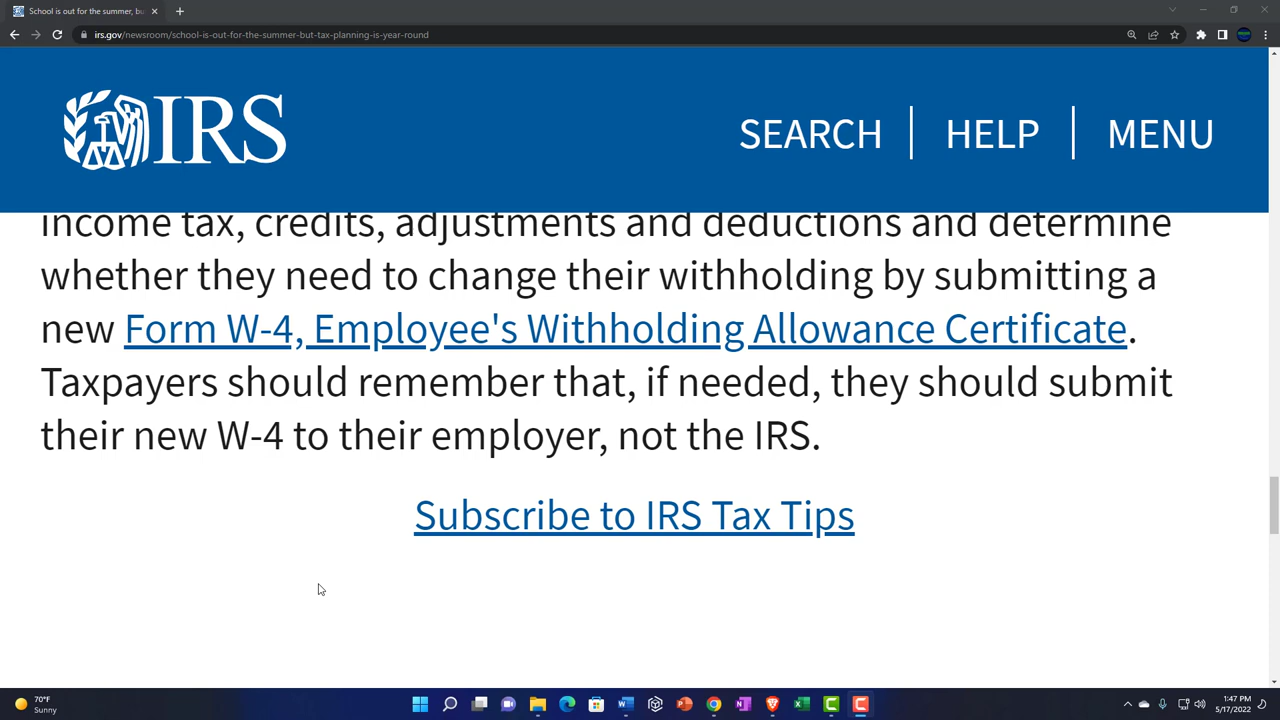 School is out for the summer, bu
irs.gov/newsroom/school-is-out-for-the-summer-but-tax-planning-is-year-round
IRS
SEARCH
HELP
MENU
income tax, credits, adjustments and deductions and determine
whether they need to change their withholding by submitting a
new Form W-4, Employee's Withholding Allowance Certificate.
Taxpayers should remember that, if needed, they should submit
their new W-4 to their employer, not the IRS.
Subscribe to IRS Tax Tips
70°F
Sunny
1:47 PM
5/17/2022